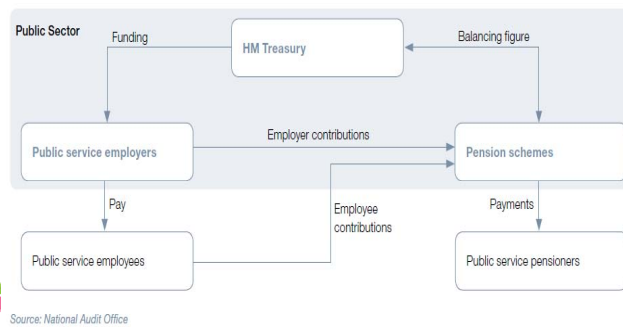 Public Sector
Funding
HM Treasury
Balancing figure
Public service employers
Employer contributions
Pension schemes
Pay
Employee
contributions
Payments
Public service employees
Public service pensioners
Source: National Audit Office